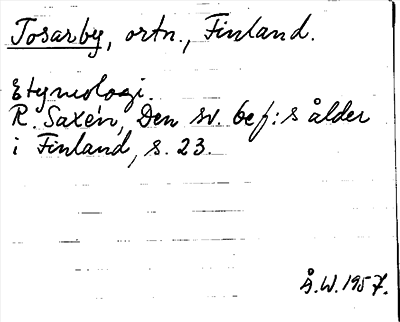 Tosarby, ortn., Finland.
Etymologi.
R. Saxén, Den sv. bef:s ålder
i Finland, s. 23.
Å.W. 1957.